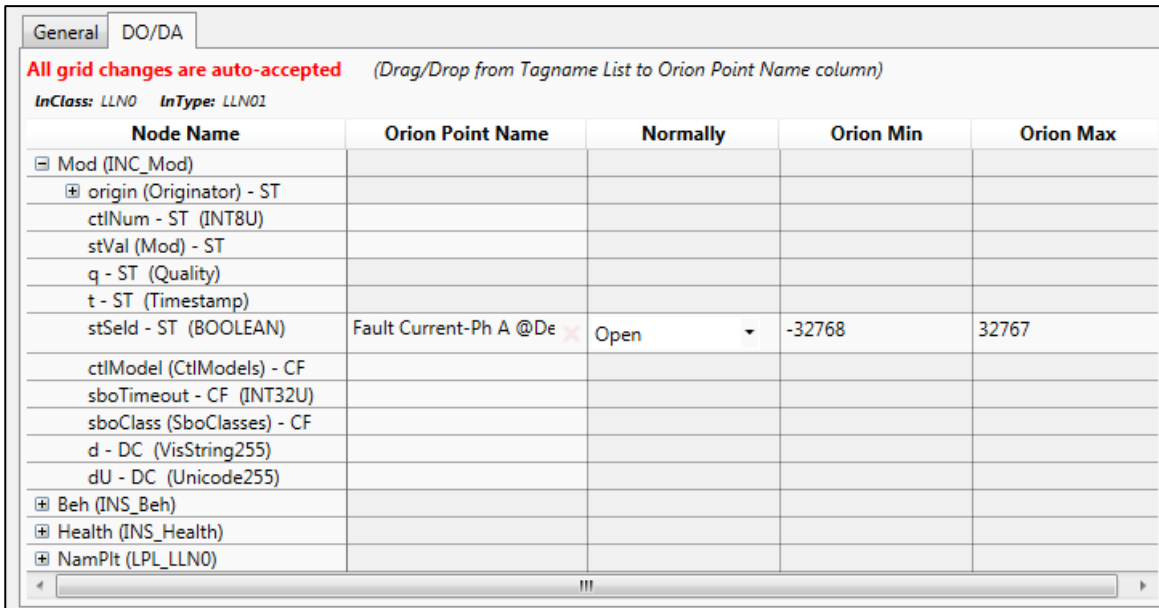 General DO/DA
All grid changes are auto-accepted (Drag/Drop from Tagname List to Orion Point Name column)
lnClass: LLN0 lnType: LLN01
Node Name Orion Point Name Normally Orion Min Orion Max
Mod (INC_Mod)
origin (Originator) - ST
ctlNum - ST (INT8U)
stVal (Mod) - ST
q - ST (Quality)
t - ST (Timestamp)
stSeld - ST (BOOLEAN) Fault Current-Ph A @De Open -32768 32767
ctlModel (CtlModels) - CF
sboTimeout - CF (INT32U)
sboClass (SboClasses) - CF
d - DC (VisString255)
dU - DC (Unicode255)
Beh (INS_Beh)
Health (INS_Health)
NamPlt (LPL_LLN0)